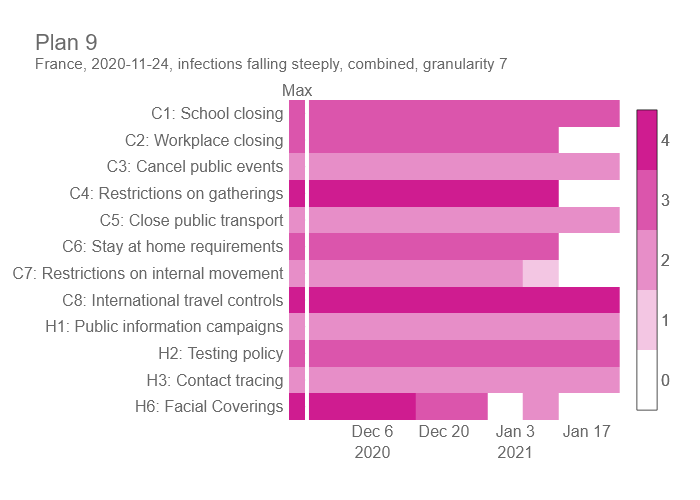 Plan 9
France, 2020-11-24, infections falling steeply, combined, granularity 7
Max
C1: School closing
C2: Workplace closing
C3: Cancel public events
C4: Restrictions on gatherings
C5: Close public transport
C6: Stay at home requirements
C7: Restrictions on internal movement
C8: International travel controls
H1: Public information campaigns
H2: Testing policy
H3: Contact tracing
H6: Facial Coverings
Dec 6 Dec 20 Jan 3 Jan 17
2020 2021
4
3
2
1
0